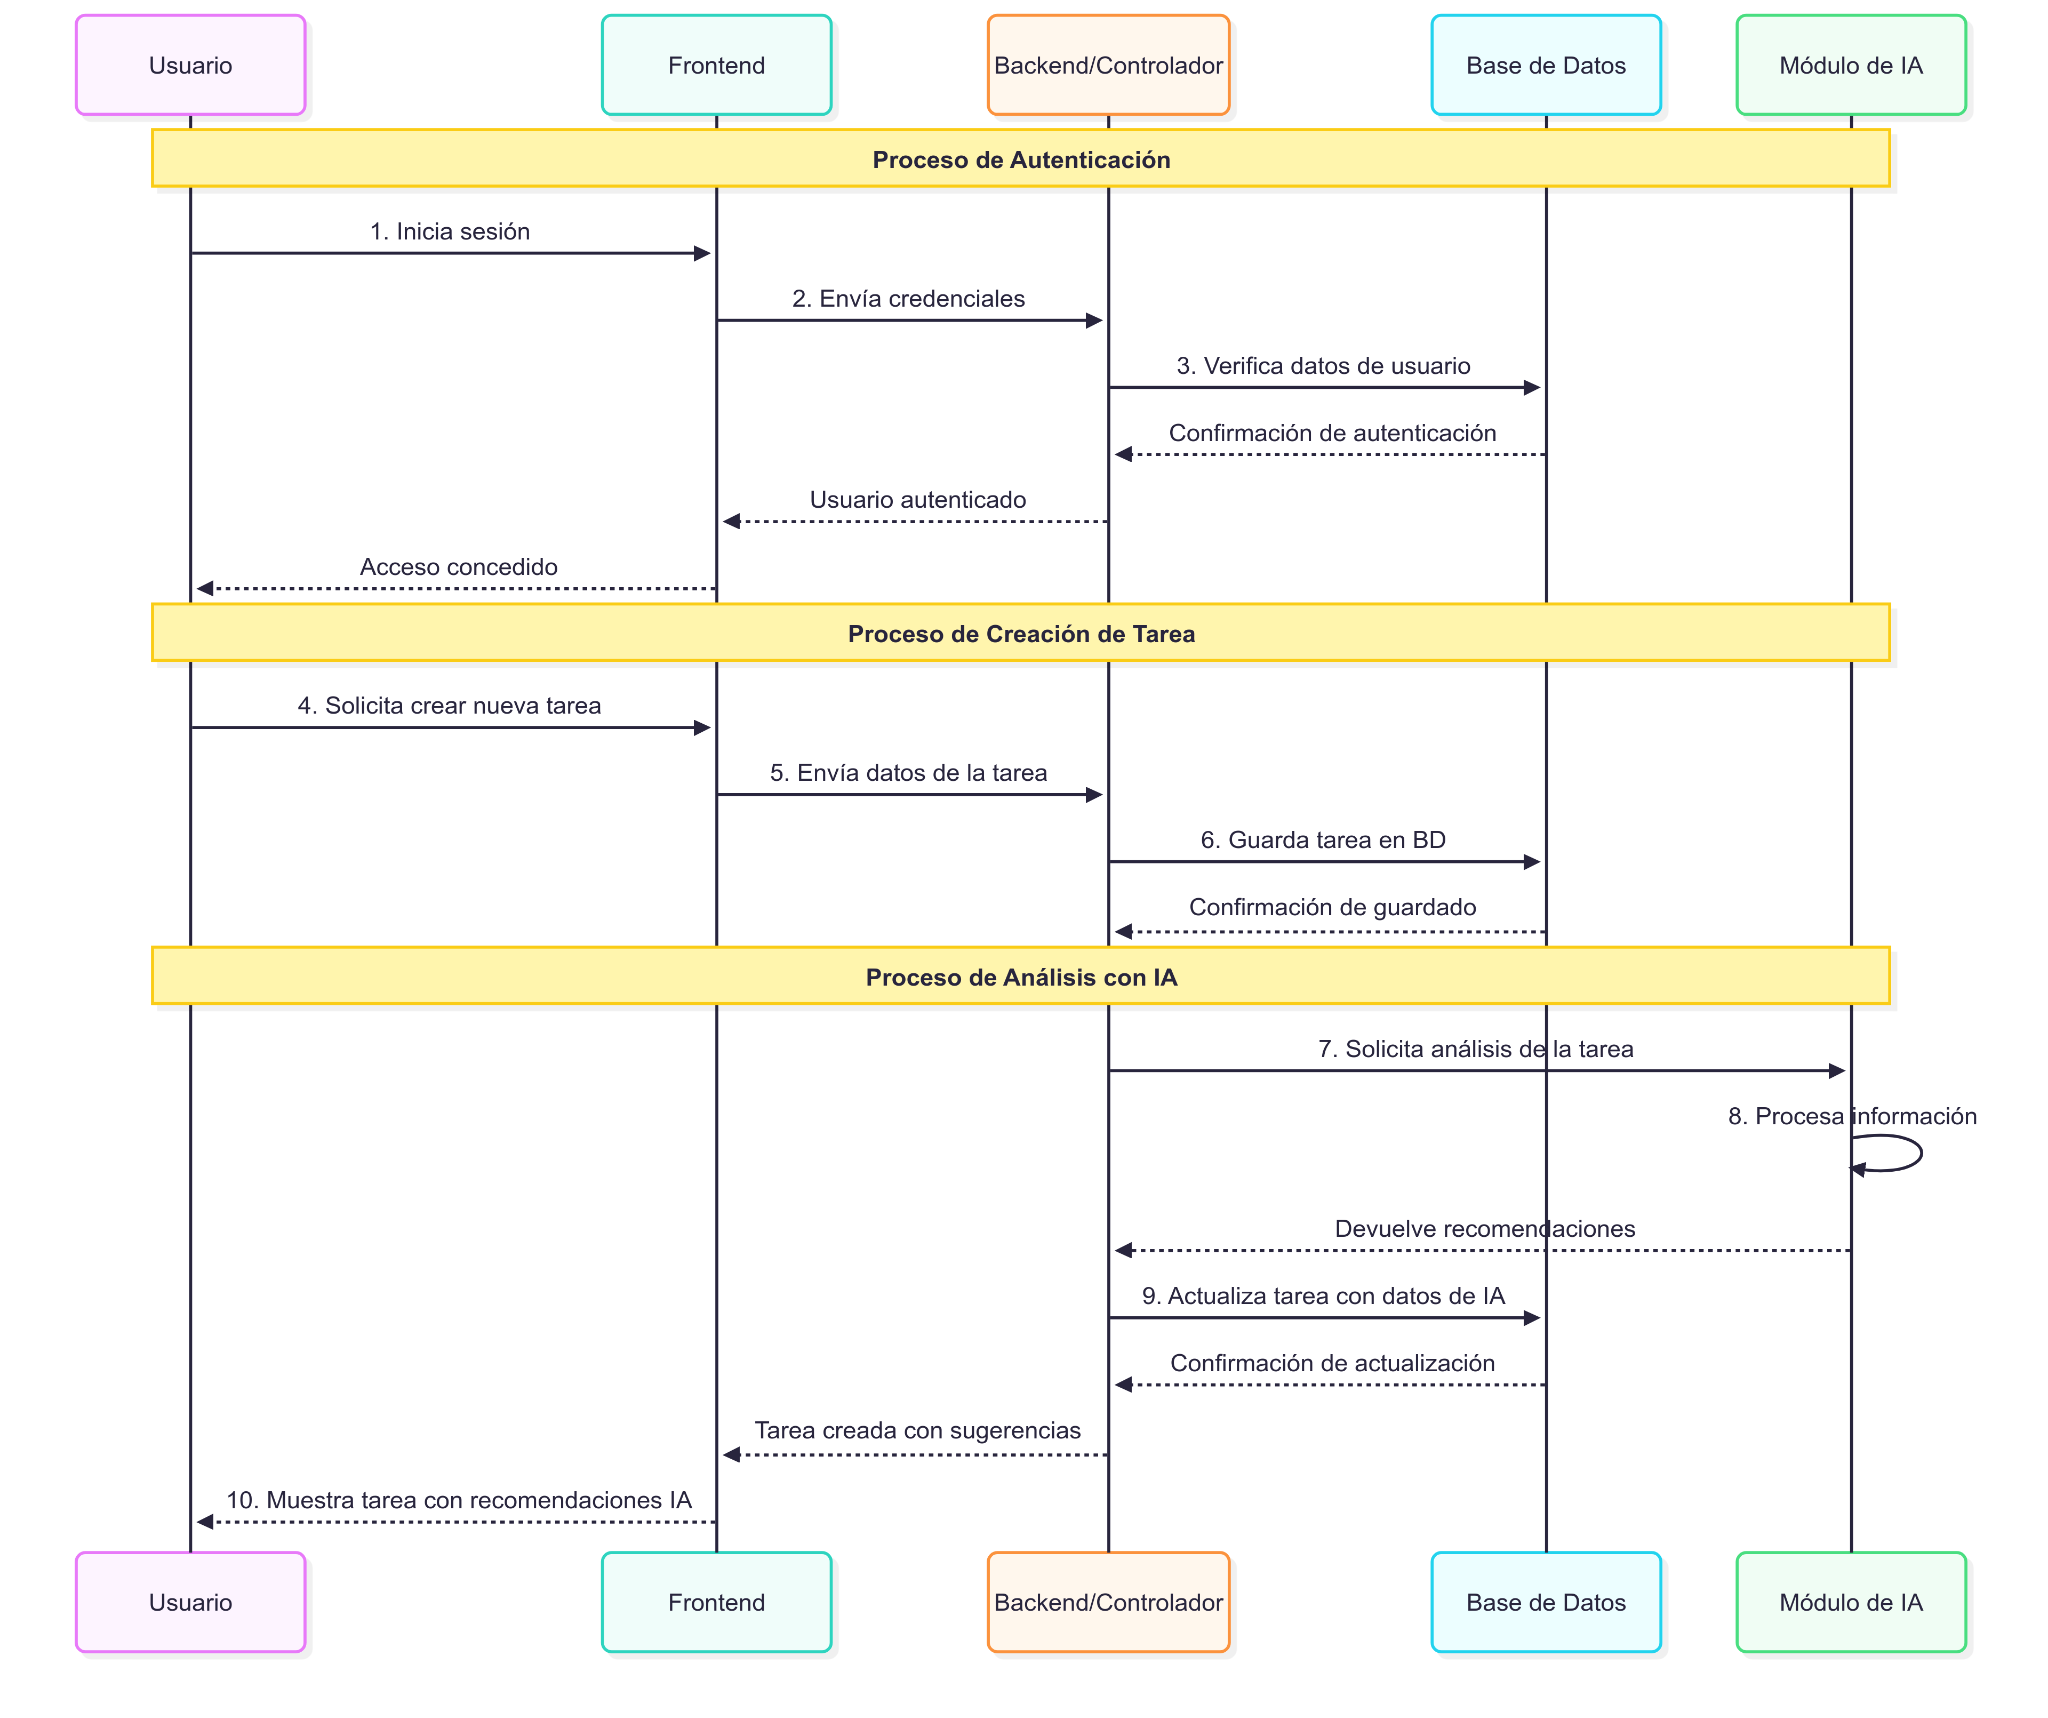 Usuario
Frontend
Backend/Controlador
Base de Datos
Módulo de IA
Proceso de Autenticación
1. Inicia sesión
2. Envía credenciales
3. Verifica datos de usuario
Confirmación de autenticación
Usuario autenticado
Acceso concedido
Proceso de Creación de Tarea
4. Solicita crear nueva tarea
5. Envía datos de la tarea
6. Guarda tarea en BD
Confirmación de guardado
Proceso de Análisis con IA
7. Solicita análisis de la tarea
8. Procesa información
Devuelve recomendaciones
9. Actualiza tarea con datos de IA
Confirmación de actualización
Tarea creada con sugerencias
10. Muestra tarea con recomendaciones IA
Usuario
Frontend
Backend/Controlador
Base de Datos
Módulo de IA